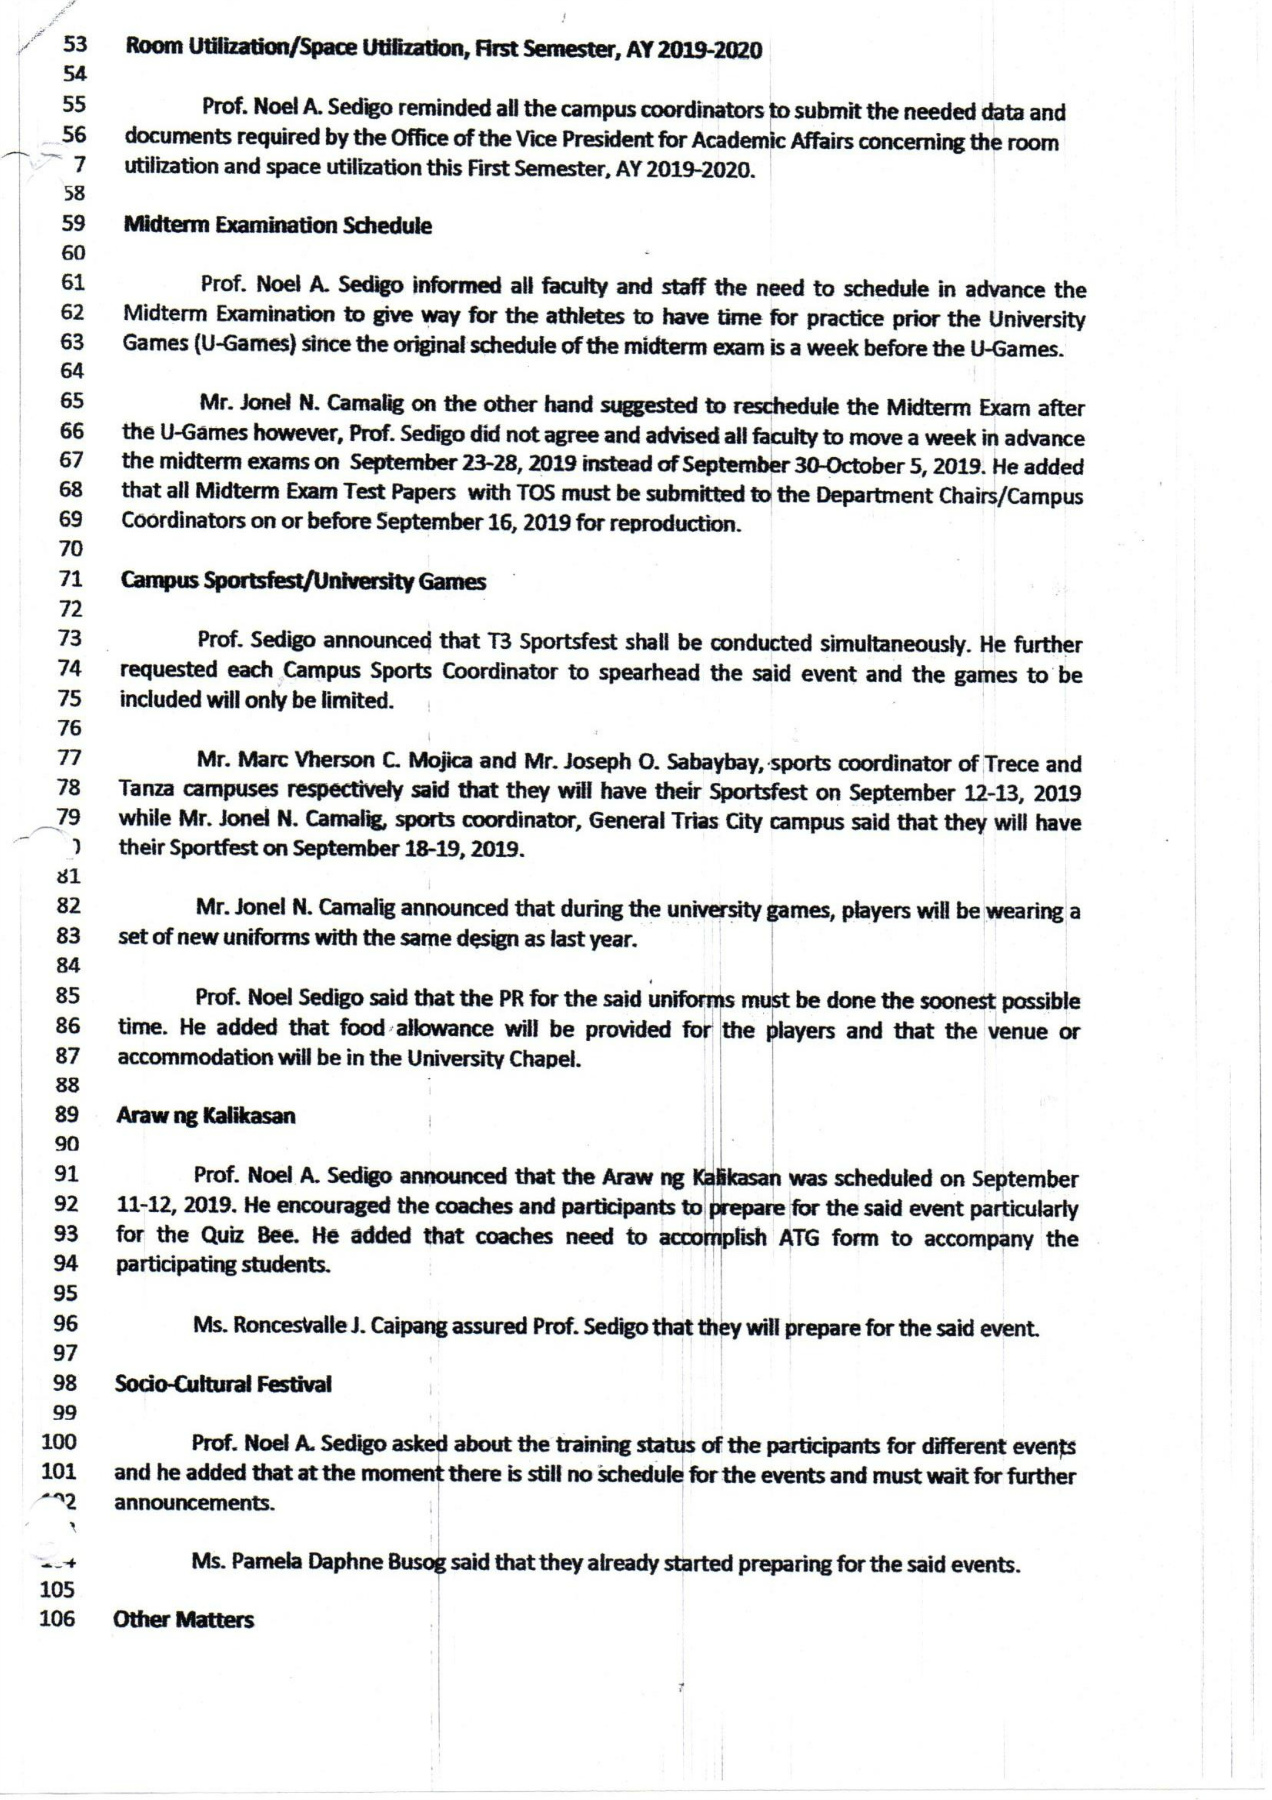 53 Room Utilization/Space Utilization, First Semester, AY 2019-2020
54
55 Prof. Noel A. Sedigo reminded all the campus coordinators to submit the needed data and
56 documents required by the Office of the Vice President for Academic Affairs concerning the room
7 utilization and space utilization this First Semester, AY 2019-2020.
58
59 Midterm Examination Schedule
60
61 Prof. Noel A. Sedigo informed all faculty and staff the need to schedule in advance the
62 Midterm Examination to give way for the athletes to have time for practice prior the University
63 Games (U-Games) since the original schedule of the midterm exam is a week before the U-Games.
64
65 Mr. Jonel N. Camalig on the other hand suggested to reschedule the Midterm Exam after
66 the U-Games however, Prof. Sedigo did not agree and advised all faculty to move a week in advance
67 the midterm exams on September 23-28, 2019 instead of September 30-October 5, 2019. He added
68 that all Midterm Exam Test Papers with TOS must be submitted to the Department Chairs/Campus
69 Coordinators on or before September 16, 2019 for reproduction.
70
71 Campus Sportsfest/University Games
72
73 Prof. Sedigo announced that T3 Sportsfest shall be conducted simultaneously. He further
74 requested each Campus Sports Coordinator to spearhead the said event and the games to be
75 included will only be limited.
76
77 Mr. Marc Vherson C. Mojica and Mr. Joseph O. Sabaybay, sports coordinator of Trece and
78 Tanza campuses respectively said that they will have their Sportsfest on September 12-13, 2019
79 while Mr. Jonel N. Camalig, sports coordinator, General Trias City campus said that they will have
their Sportfest on September 18-19, 2019.
81
82 Mr. Jonel N. Camalig announced that during the university games, players will be wearing a
83 set of new uniforms with the same design as last year.
84
85 Prof. Noel Sedigo said that the PR for the said uniforms must be done the soonest possible
86 time. He added that food allowance will be provided for the players and that the venue or
87 accommodation will be in the University Chapel.
88
89 Araw ng Kalikasan
90
91 Prof. Noel A. Sedigo announced that the Araw ng Kalikasan was scheduled on September
92 11-12, 2019. He encouraged the coaches and participants to prepare for the said event particularly
93 for the Quiz Bee. He added that coaches need to accomplish ATG form to accompany the
94 participating students.
95
96 Ms. Roncesvalle J. Caipang assured Prof. Sedigo that they will prepare for the said event.
97
98 Socio-Cultural Festival
99
100 Prof. Noel A. Sedigo asked about the training status of the participants for different events
101 and he added that at the moment there is still no schedule for the events and must wait for further
announcements.
Ms. Pamela Daphne Busog said that they already started preparing for the said events.
105
106 Other Matters